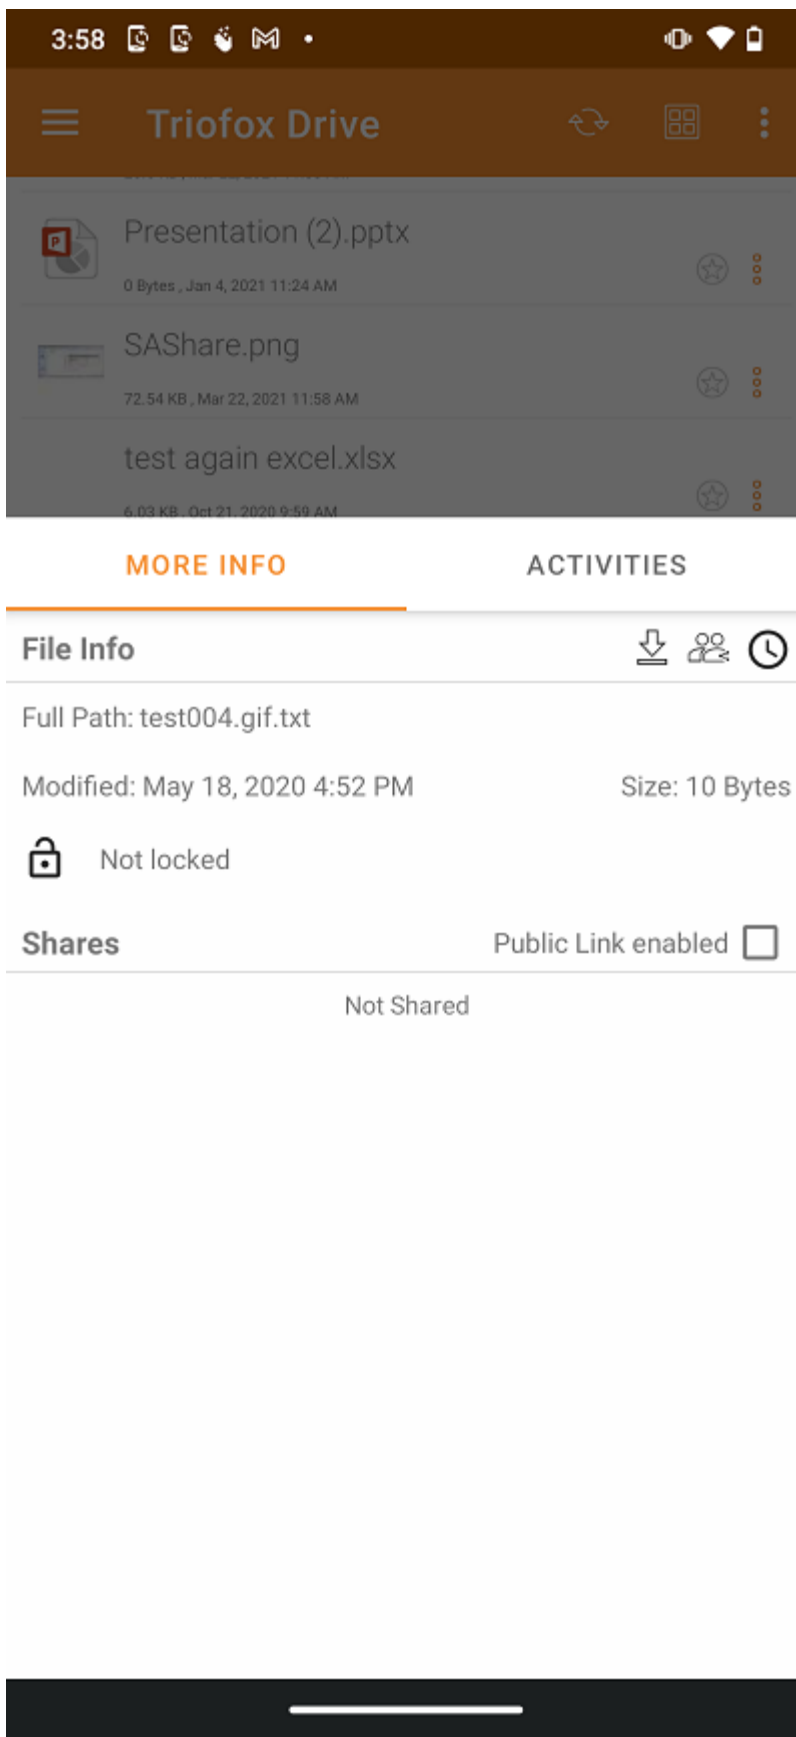 3:58
Triofox Drive
Presentation (2).pptx
0 Bytes , Jan 4, 2021 11:24 AM
SAShare.png
72.54 KB , Mar 22, 2021 11:58 AM
test again excel.xlsx
6.03 KB , Oct 21, 2020 9:59 AM
MORE INFO ACTIVITIES
File Info
Full Path: test004.gif.txt
Modified: May 18, 2020 4:52 PM Size: 10 Bytes
Not locked
Shares Public Link enabled
Not Shared